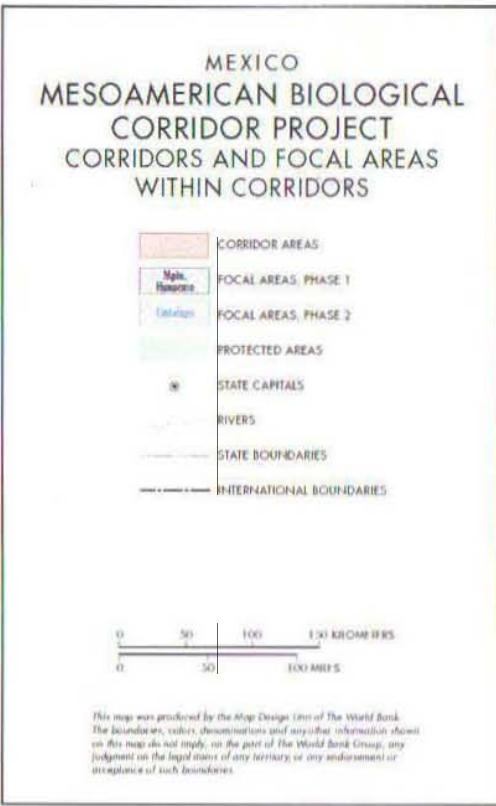 MEXICO
MESOAMERICAN BIOLOGICAL
CORRIDOR PROJECT
CORRIDORS AND FOCAL AREAS
WITHIN CORRIDORS
CORRIDOR AREAS
FOCAL AREAS, PHASE 1
FOCAL AREAS, PHASE 2
PROTECTED AREAS
STATE CAPITALS
RIVERS
STATE BOUNDARIES
INTERNATIONAL BOUNDARIES
0 50 100 150 KILOMETERS
0 50 100 MILES
This map was produced by the Map Design Unit of The World Bank.
The boundaries, colors, denominations and any other information shown
on this map do not imply, on the part of The World Bank Group, any
judgment on the legal status of any territory, or any endorsement or
acceptance of such boundaries.